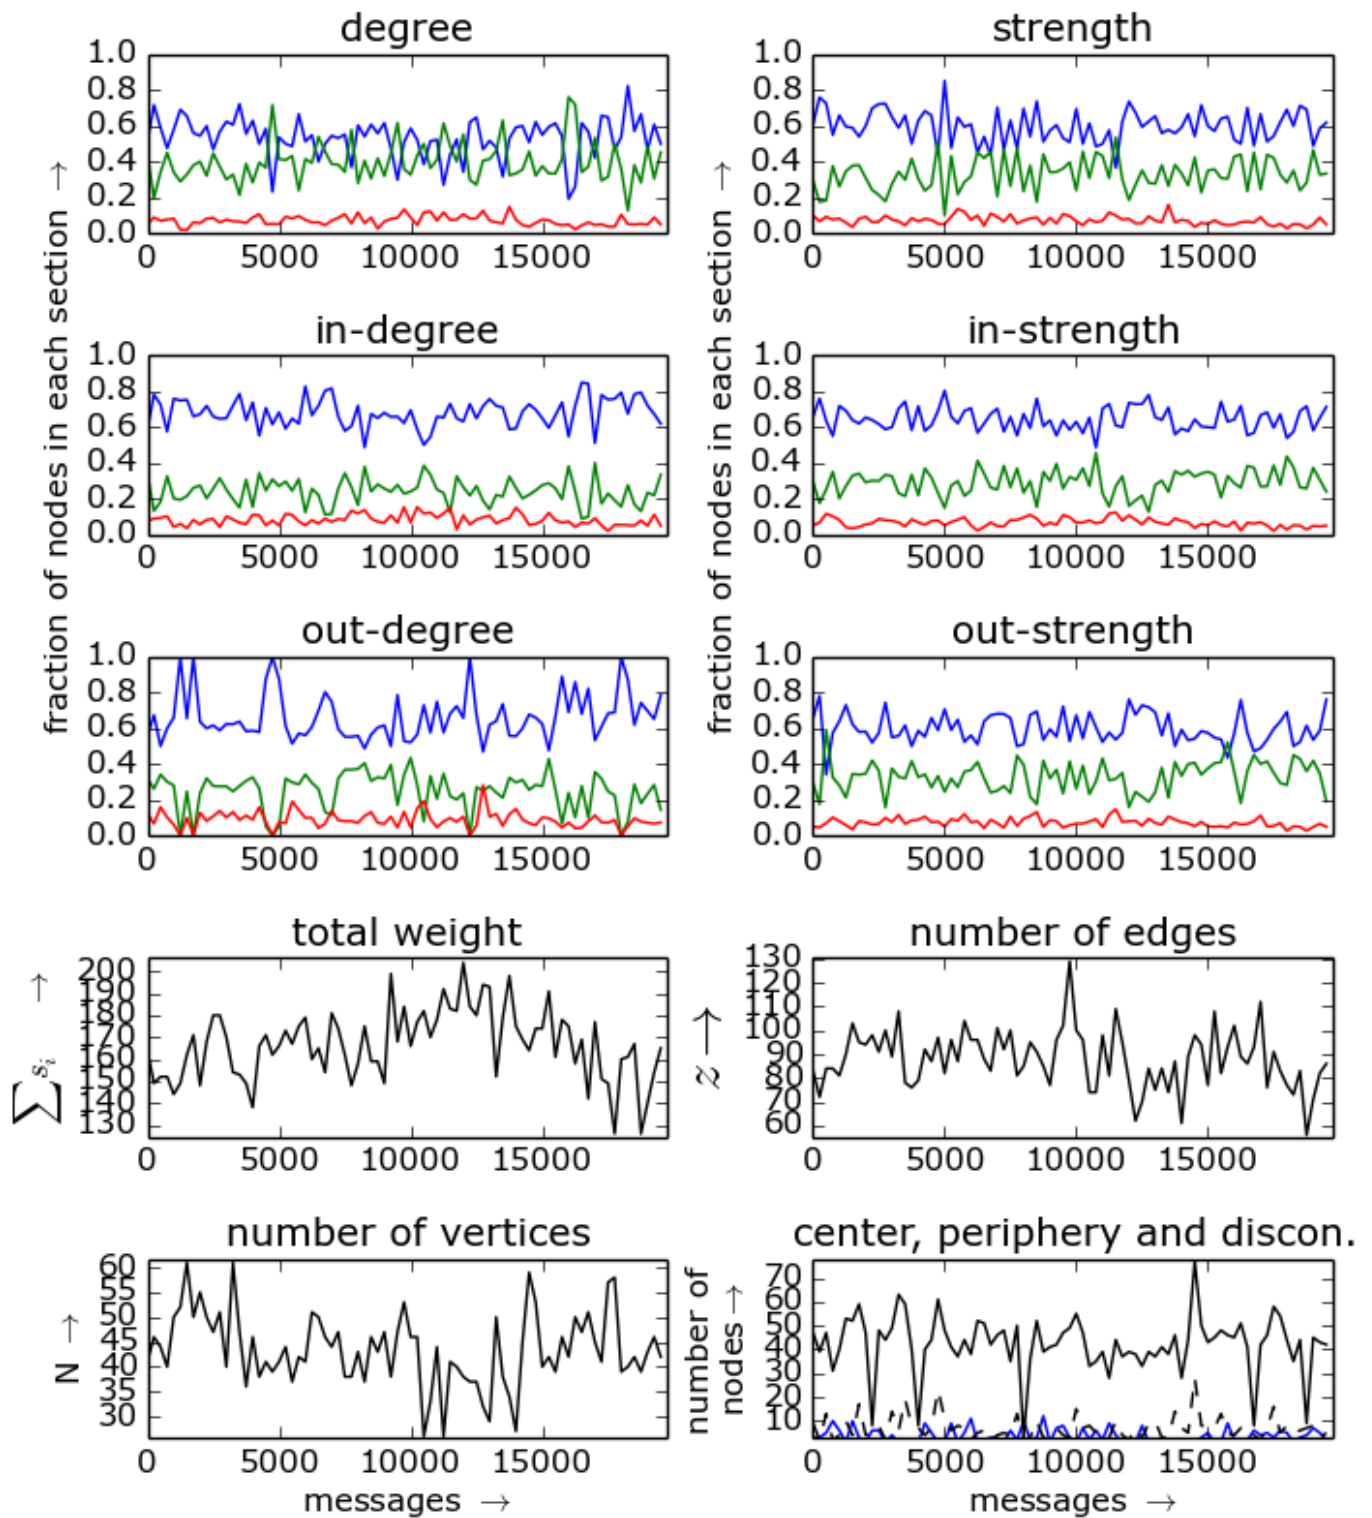 degree
strength
fraction of nodes in each section →
1.0
0.8
0.6
0.4
0.2
0.0
0 5000 10000 15000
fraction of nodes in each section →
1.0
0.8
0.6
0.4
0.2
0.0
0 5000 10000 15000
in-degree
in-strength
1.0
0.8
0.6
0.4
0.2
0.0
0 5000 10000 15000
1.0
0.8
0.6
0.4
0.2
0.0
0 5000 10000 15000
out-degree
out-strength
1.0
0.8
0.6
0.4
0.2
0.0
0 5000 10000 15000
1.0
0.8
0.6
0.4
0.2
0.0
0 5000 10000 15000
total weight
number of edges
∑ s_i →
200
190
180
170
160
150
140
130
0 5000 10000 15000
z →
130
120
110
100
90
80
70
60
0 5000 10000 15000
number of vertices
center, periphery and discon.
N →
60
55
50
45
40
35
30
0 5000 10000 15000
messages →
number of
nodes →
70
60
50
40
30
20
10
0 5000 10000 15000
messages →